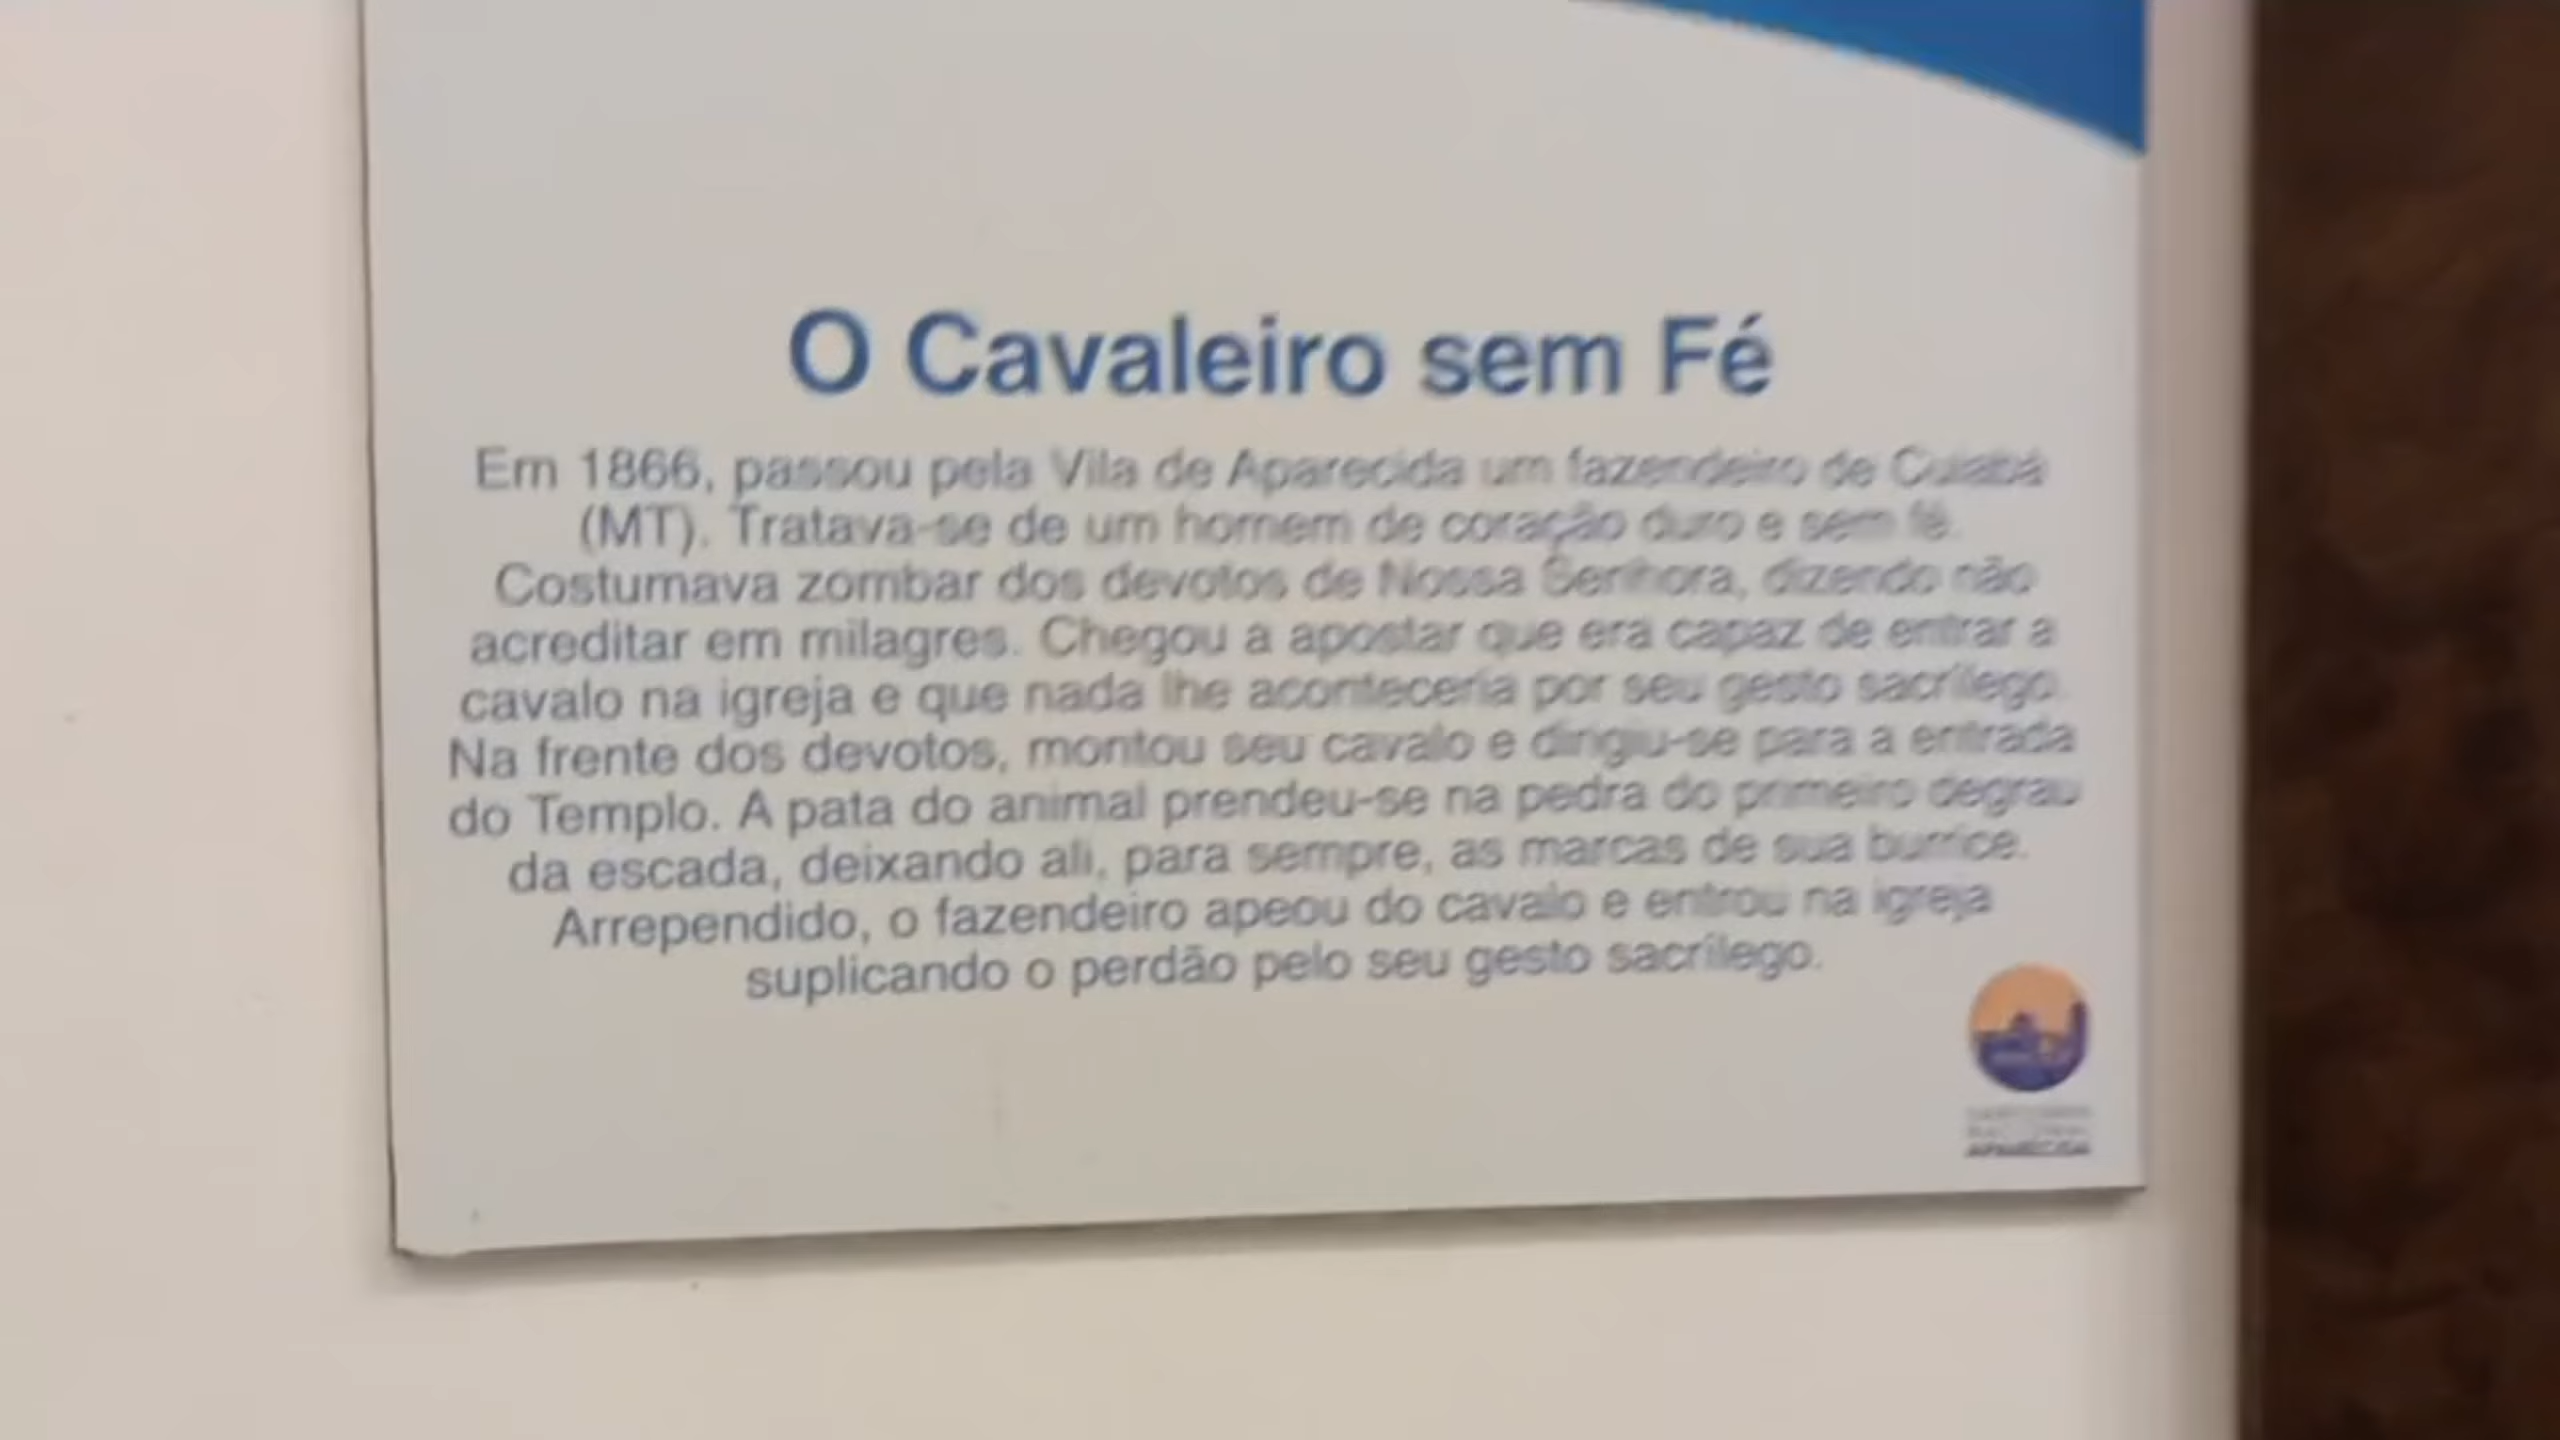 O Cavaleiro sem Fé
Em 1866, passou pela Vila de Aparecida um fazendeiro de Cuiabá
(MT). Tratava-se de um homem de coração duro e sem fé.
Costumava zombar dos devotos de Nossa Senhora, dizendo não
acreditar em milagres. Chegou a apostar que era capaz de entrar a
cavalo na igreja e que nada lhe aconteceria por seu gesto sacrílego.
Na frente dos devotos, montou seu cavalo e dirigiu-se para a entrada
do Templo. A pata do animal prendeu-se na pedra do primeiro degrau
da escada, deixando ali, para sempre, as marcas de sua burrice.
Arrependido, o fazendeiro apeou do cavalo e entrou na igreja
suplicando o perdão pelo seu gesto sacrílego.
APARECIDA